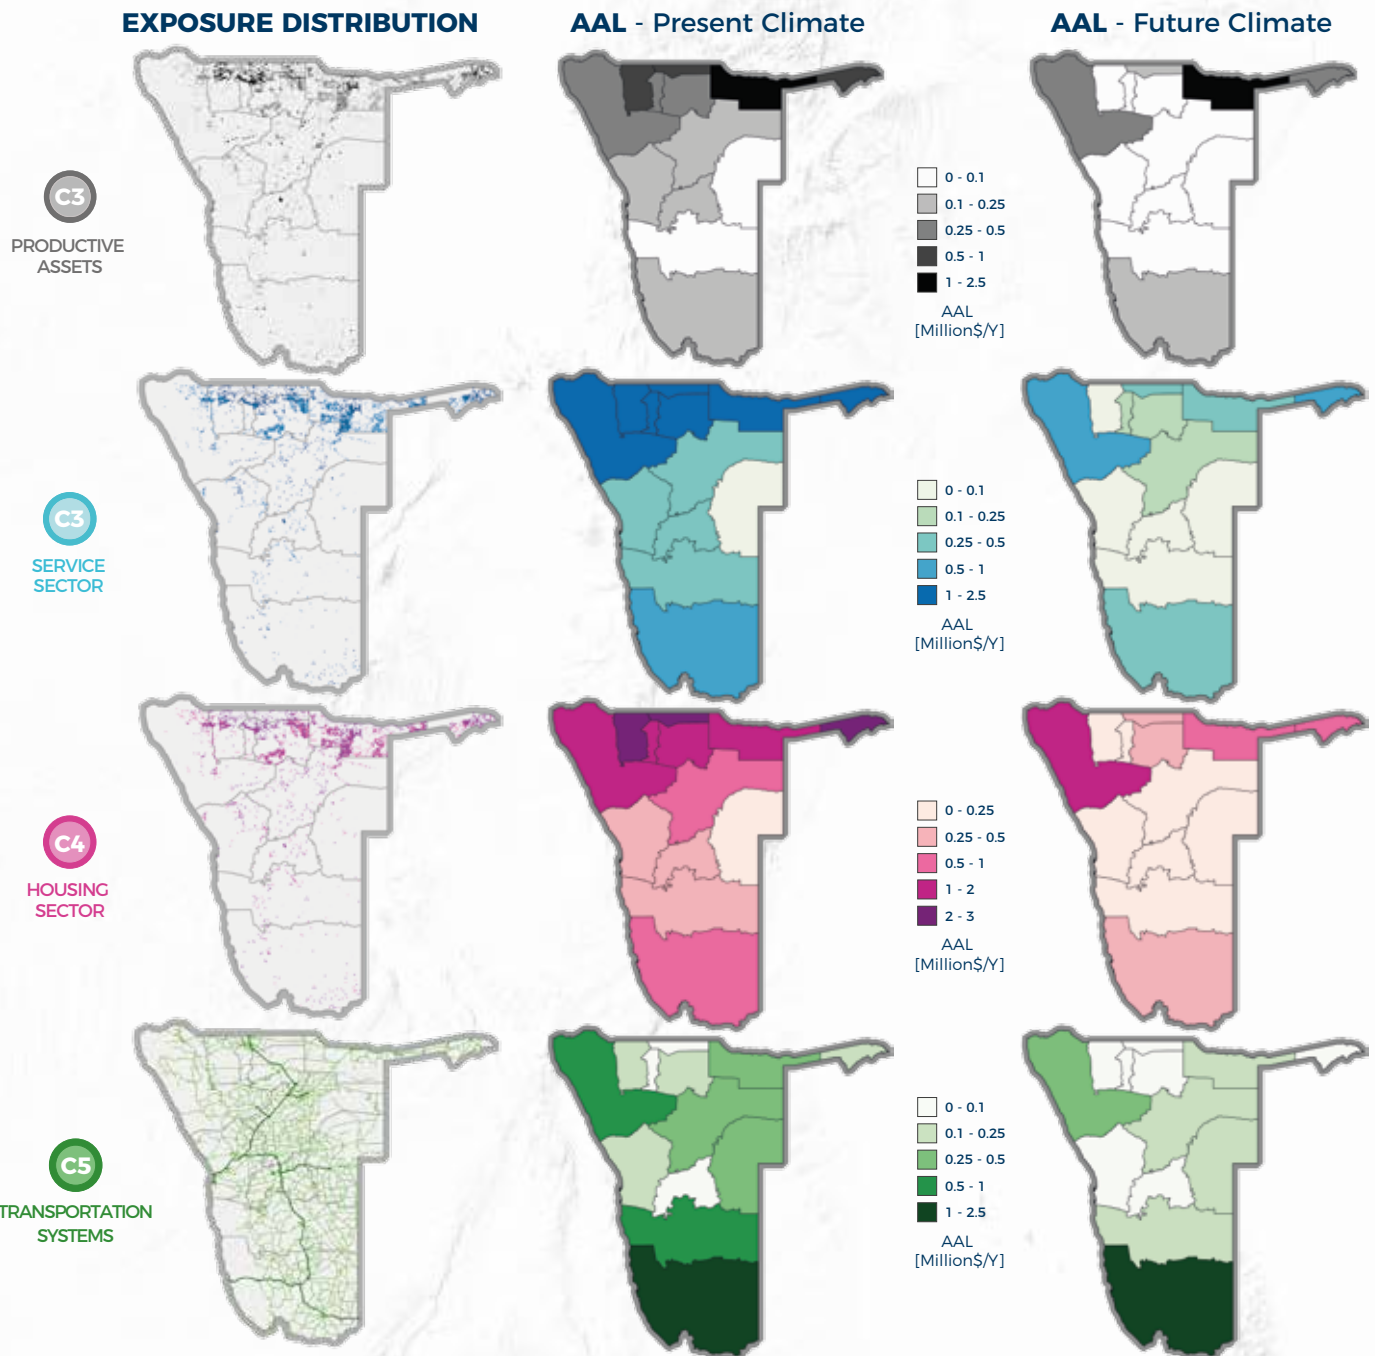 EXPOSURE DISTRIBUTION
AAL - Present Climate
AAL - Future Climate
C3
PRODUCTIVE
ASSETS
0 - 0.1
0.1 - 0.25
0.25 - 0.5
0.5 - 1
1 - 2.5
AAL
[Million$/Y]
C3
SERVICE
SECTOR
0 - 0.1
0.1 - 0.25
0.25 - 0.5
0.5 - 1
1 - 2.5
AAL
[Million$/Y]
C4
HOUSING
SECTOR
0 - 0.25
0.25 - 0.5
0.5 - 1
1 - 2
2 - 3
AAL
[Million$/Y]
C5
TRANSPORTATION
SYSTEMS
0 - 0.1
0.1 - 0.25
0.25 - 0.5
0.5 - 1
1 - 2.5
AAL
[Million$/Y]